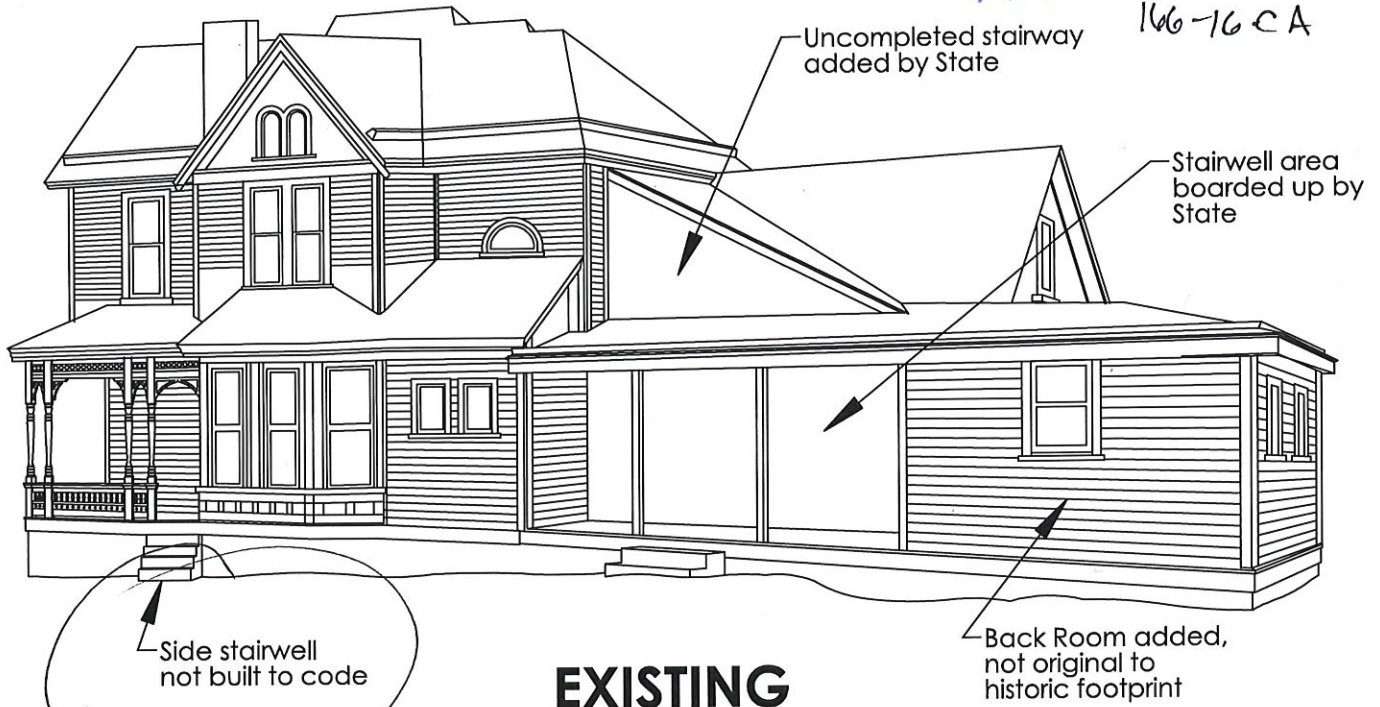 166-16 CA
Uncompleted stairway
added by State
Stairwell area
boarded up by
State
Side stairwell
not built to code
Back Room added,
not original to
historic footprint
EXISTING